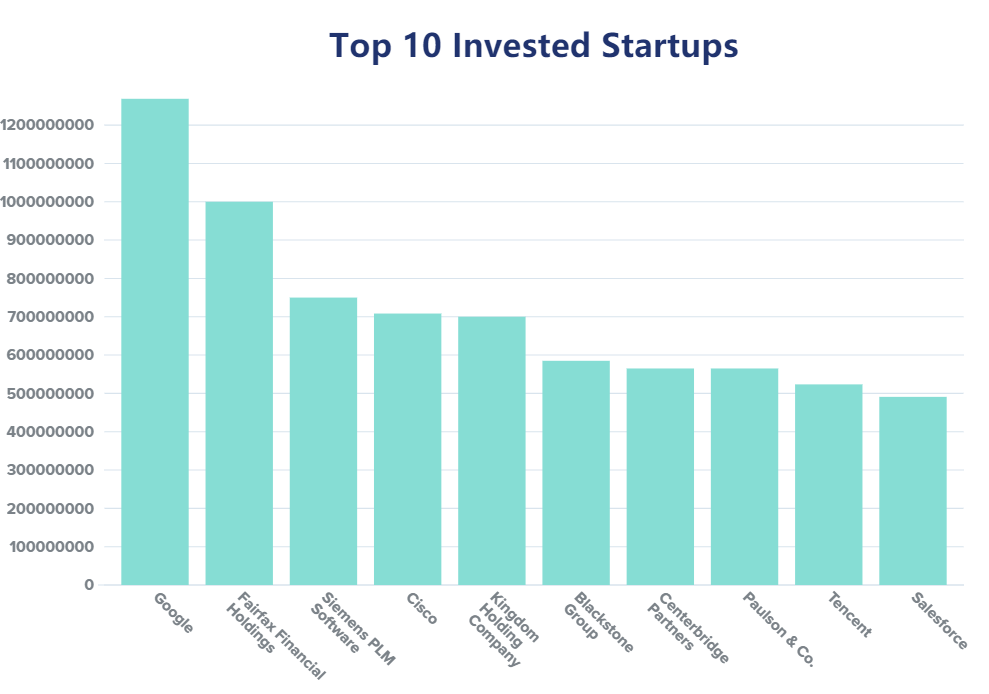 Top 10 Invested Startups
1200000000
1100000000
1000000000
900000000
800000000
700000000
600000000
500000000
400000000
300000000
200000000
100000000
0
Google
Fairfax Financial
Holdings
Siemens PLM
Software
Cisco
Kingdom
Holding
Company
Blackstone
Group
Centerbridge
Partners
Paulson & Co.
Tencent
Salesforce